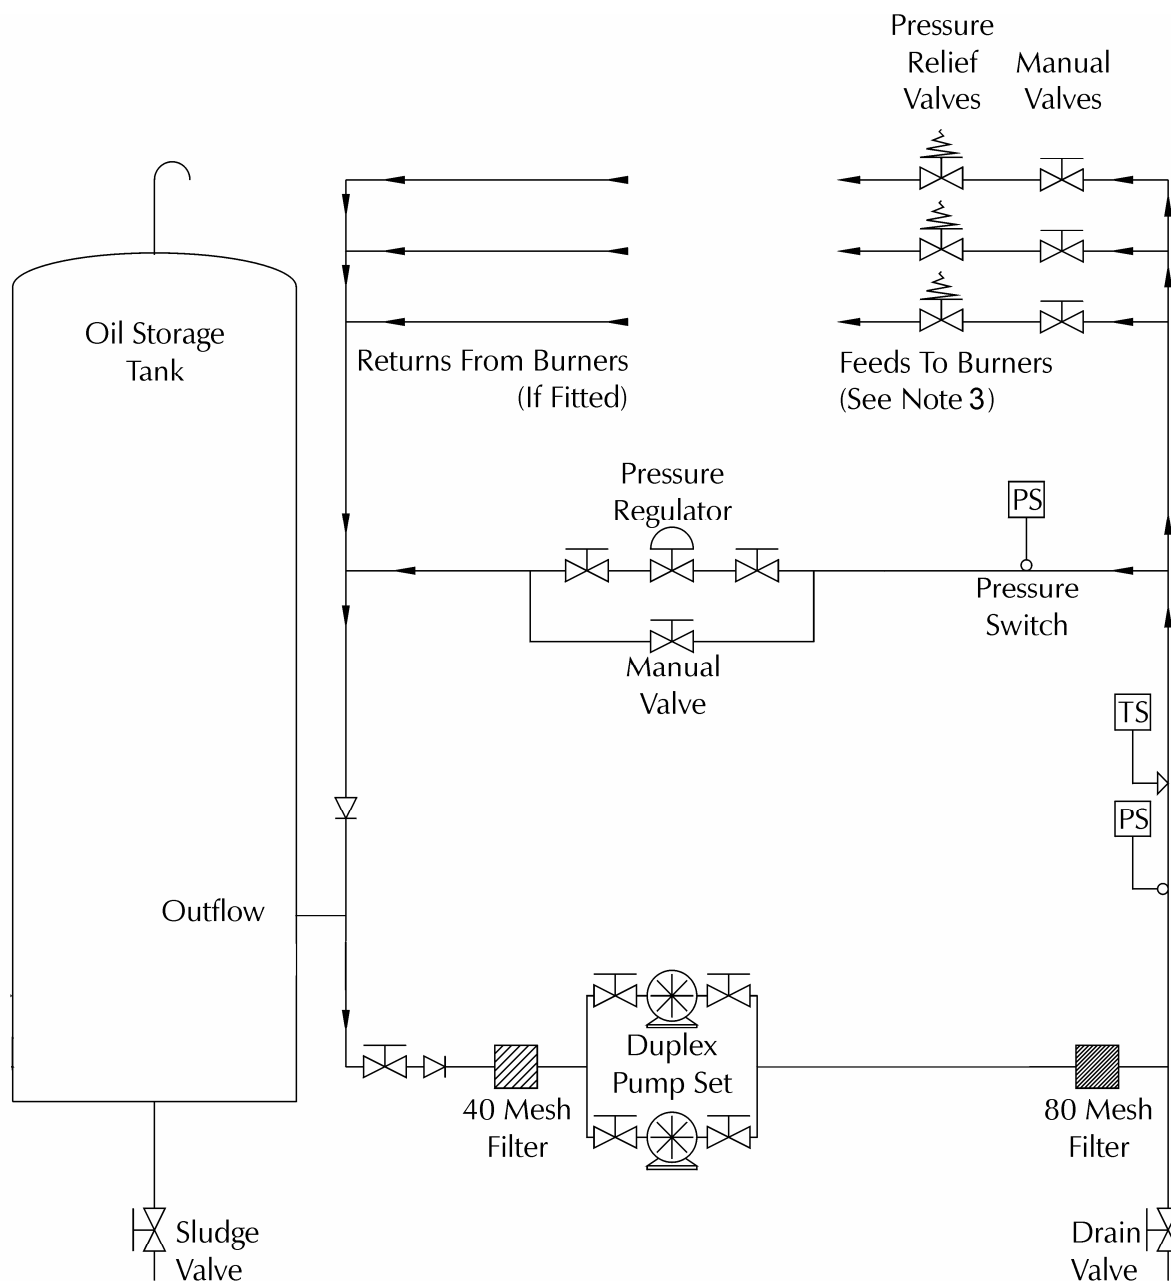 Pressure
Relief
Valves
Manual
Valves
Oil Storage
Tank
Returns From Burners
(If Fitted)
Feeds To Burners
(See Note 3)
Pressure
Regulator
PS
Pressure
Switch
Manual
Valve
TS
PS
Outflow
Duplex
Pump Set
40 Mesh
Filter
80 Mesh
Filter
Sludge
Valve
Drain
Valve